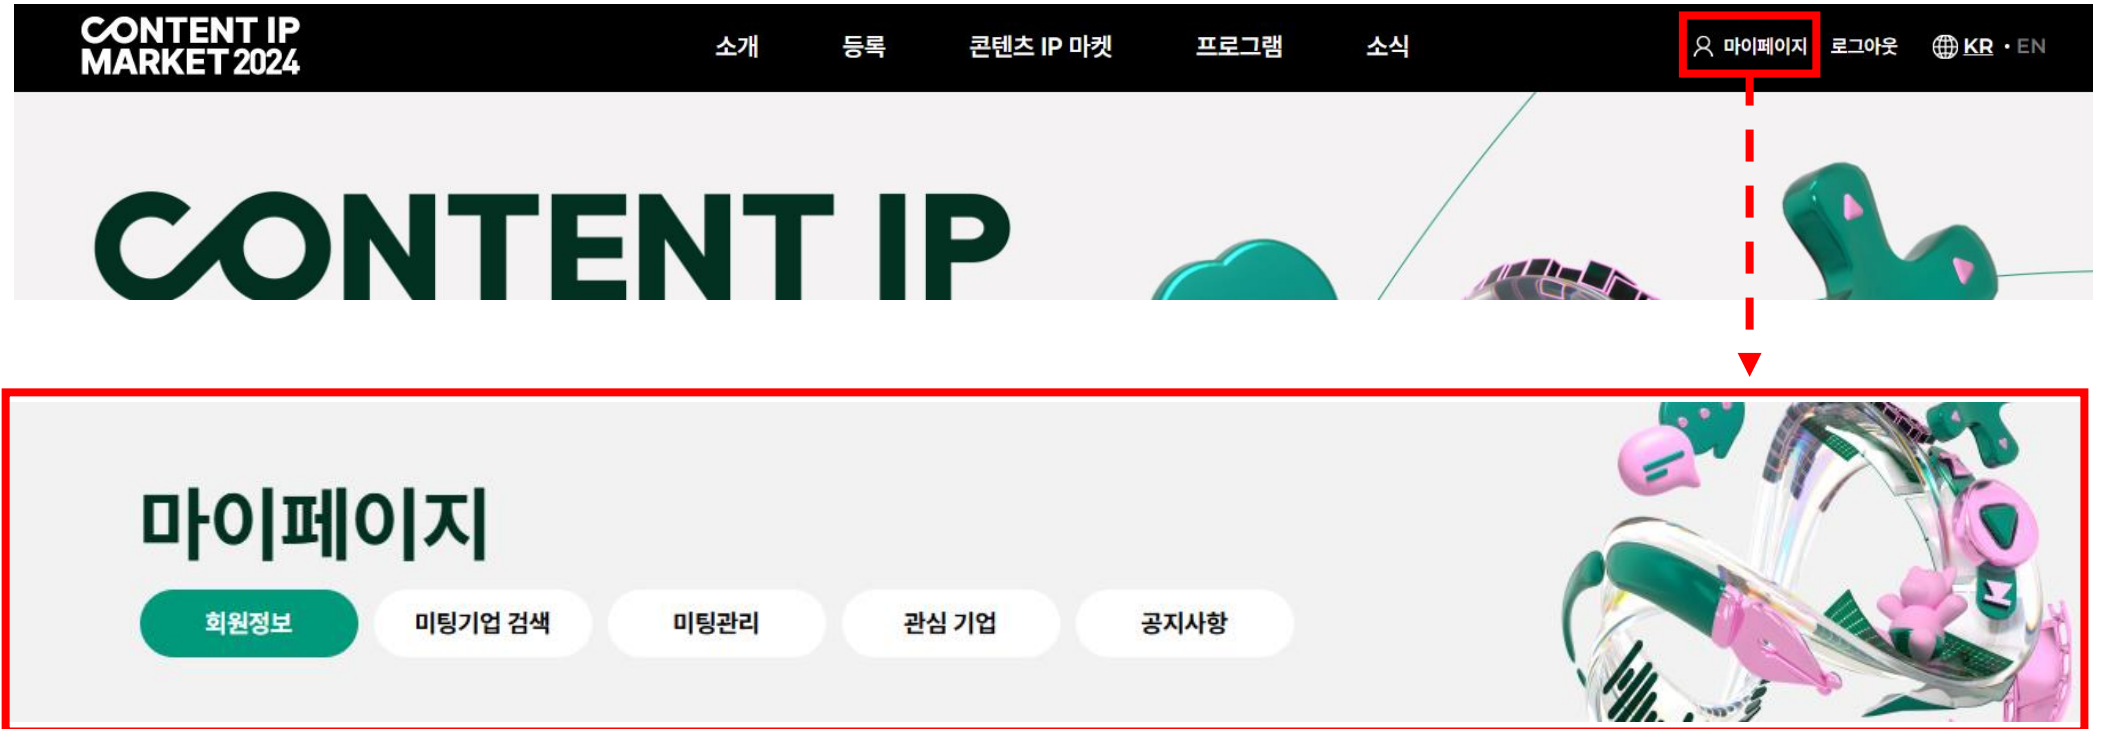 CONTENT IP
MARKET 2024
소개 등록 콘텐츠 IP 마켓 프로그램 소식 마이페이지 로그아웃 KR · EN
CONTENT IP
마이페이지
회원정보 미팅기업 검색 미팅관리 관심 기업 공지사항